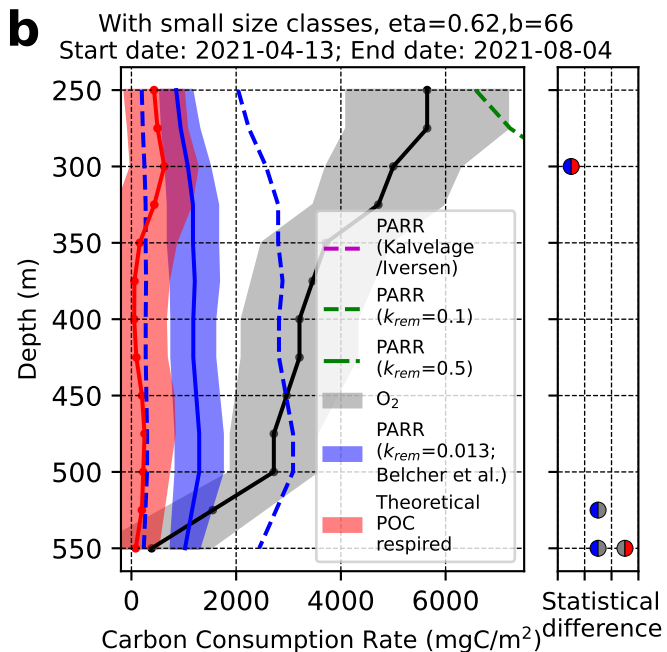 b
With small size classes, eta=0.62,b=66
Start date: 2021-04-13; End date: 2021-08-04
250
300
350
400
450
500
550
Depth (m)
0
2000
4000
6000
Carbon Consumption Rate (mgC/m²)
PARR
(Kalvelage
/Iversen)
PARR
(k_rem=0.1)
PARR
(k_rem=0.5)
O₂
PARR
(k_rem=0.013;
Belcher et al.)
Theoretical
POC
respired
Statistical
difference